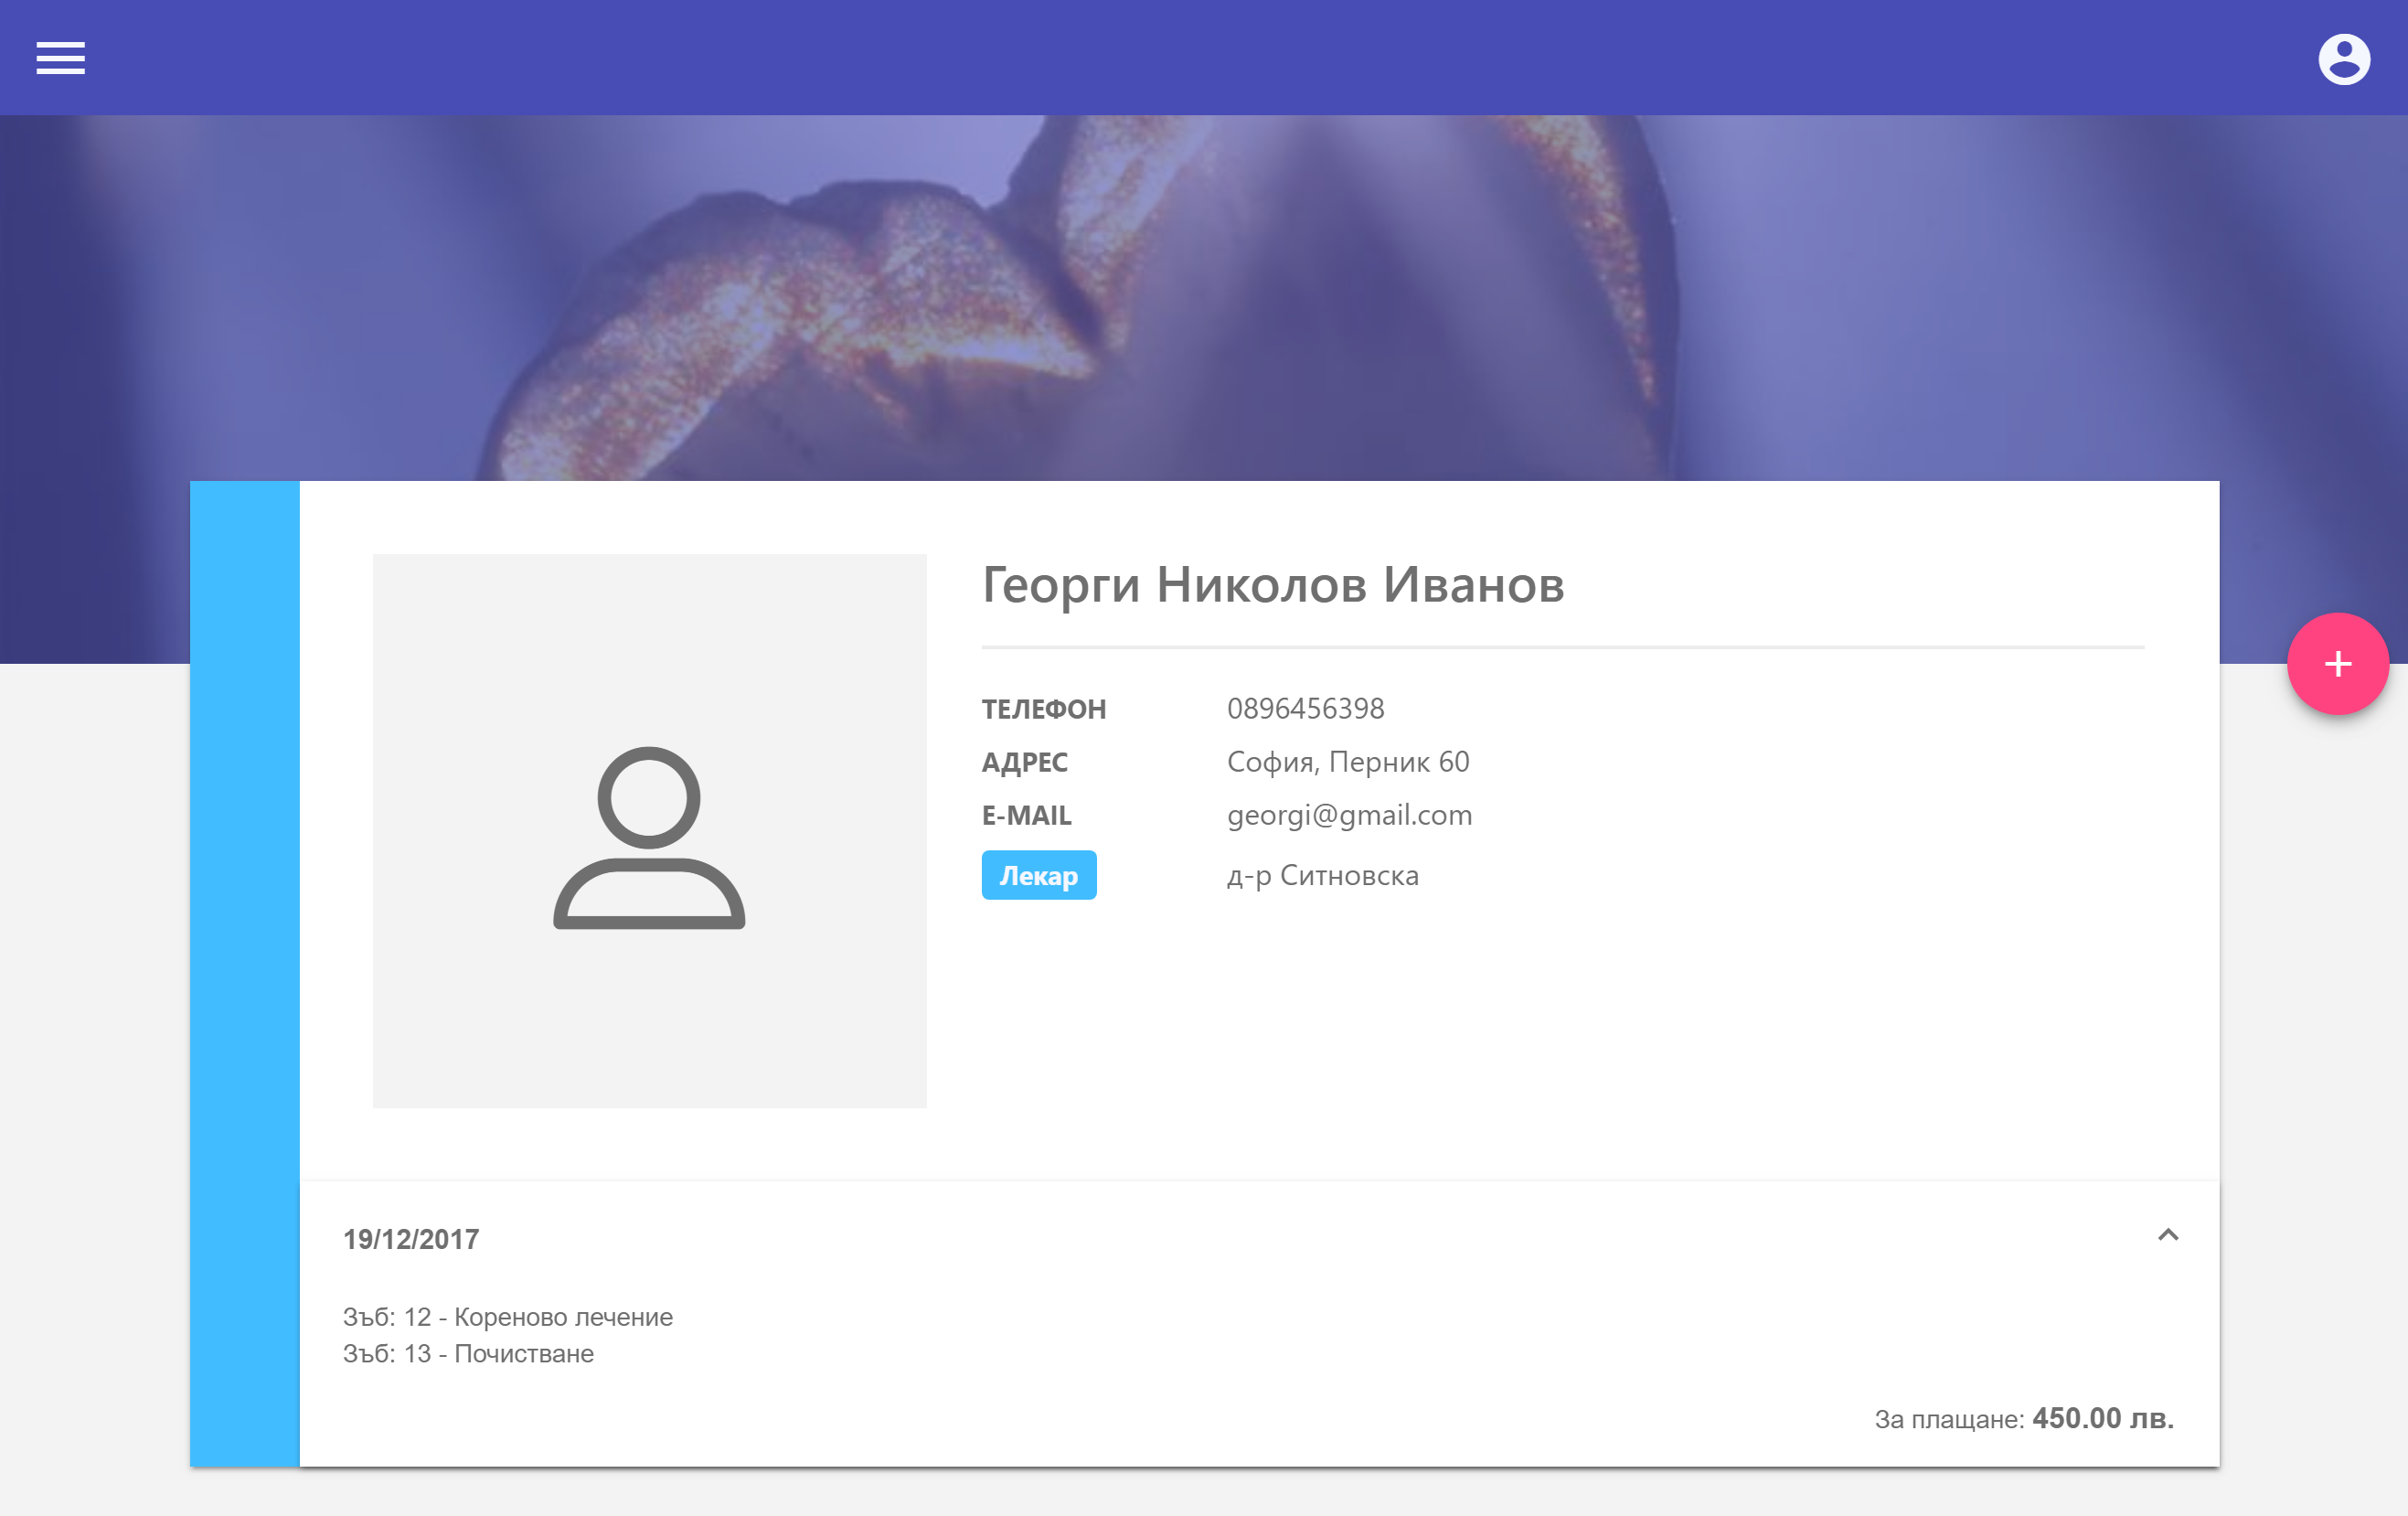 Георги Николов Иванов
ТЕЛЕФОН 0896456398
АДРЕС София, Перник 60
E-MAIL georgi@gmail.com
Лекар д-р Ситновска
19/12/2017
Зъб: 12 - Кореново лечение
Зъб: 13 - Почистване
За плащане: 450.00 лв.